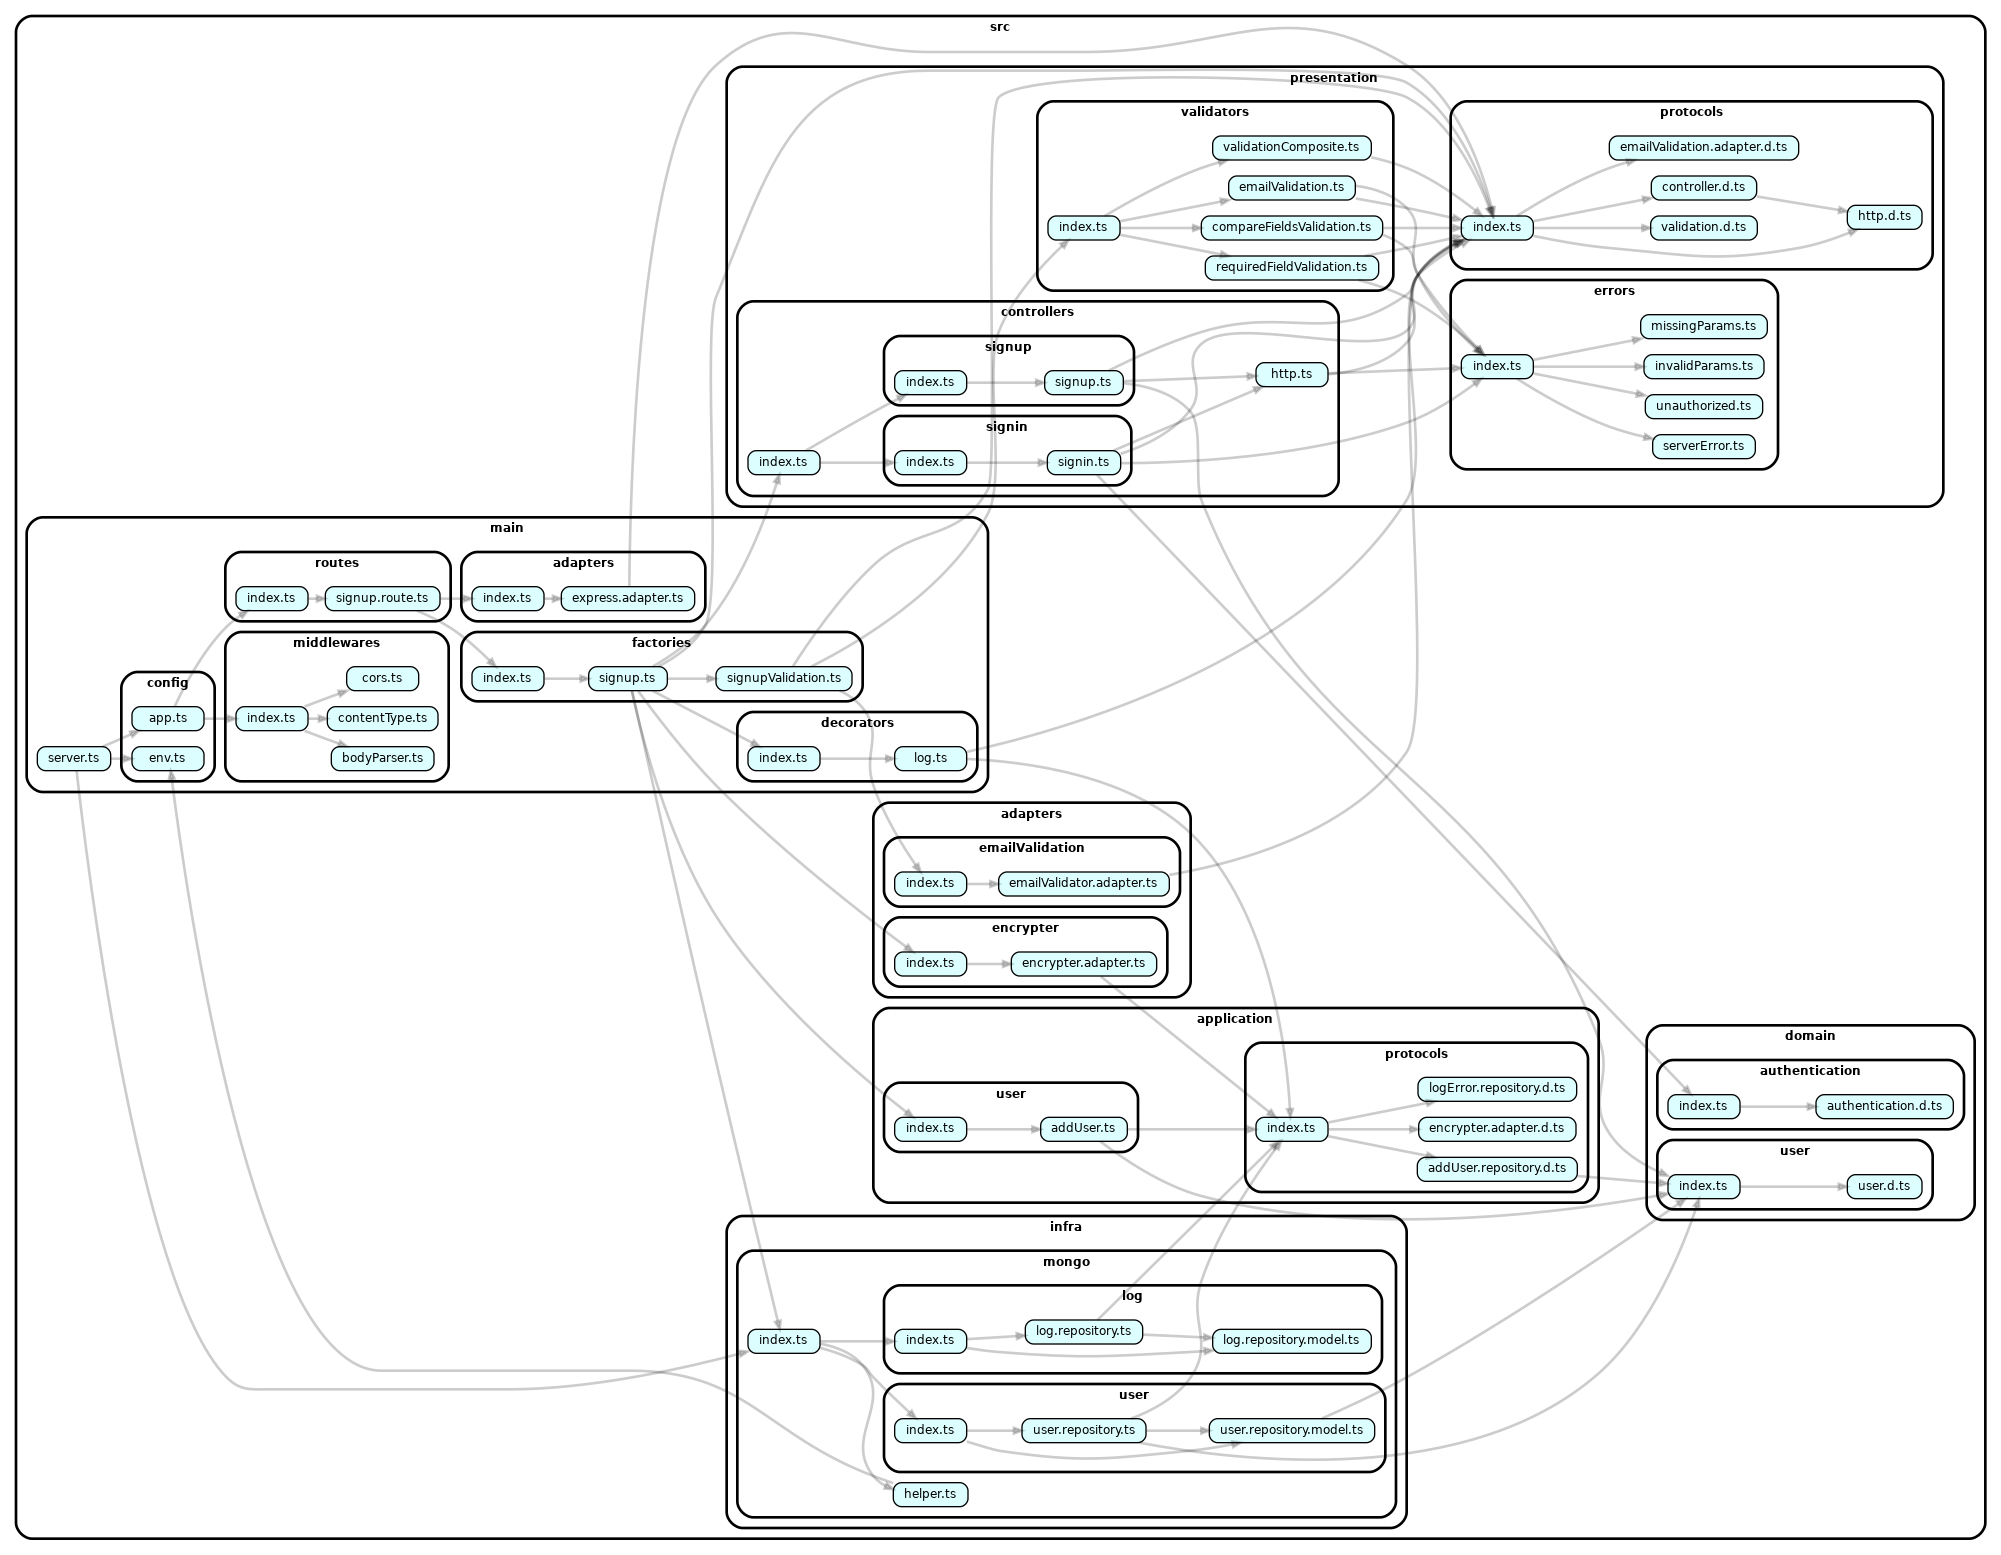 src
presentation
validators
validationComposite.ts
emailValidation.ts
index.ts
compareFieldsValidation.ts
requiredFieldValidation.ts
protocols
emailValidation.adapter.d.ts
controller.d.ts
http.d.ts
index.ts
validation.d.ts
errors
missingParams.ts
index.ts
invalidParams.ts
unauthorized.ts
serverError.ts
controllers
signup
index.ts
signup.ts
http.ts
signin
index.ts
index.ts
signin.ts
main
routes
index.ts
signup.route.ts
adapters
index.ts
express.adapter.ts
middlewares
cors.ts
index.ts
contentType.ts
bodyParser.ts
factories
index.ts
signup.ts
signupValidation.ts
config
app.ts
server.ts
env.ts
decorators
index.ts
log.ts
adapters
emailValidation
index.ts
emailValidator.adapter.ts
encrypter
index.ts
encrypter.adapter.ts
application
protocols
logError.repository.d.ts
index.ts
encrypter.adapter.d.ts
addUser.repository.d.ts
user
index.ts
addUser.ts
domain
authentication
index.ts
authentication.d.ts
user
index.ts
user.d.ts
infra
mongo
log
index.ts
index.ts
log.repository.ts
log.repository.model.ts
user
index.ts
user.repository.ts
user.repository.model.ts
helper.ts